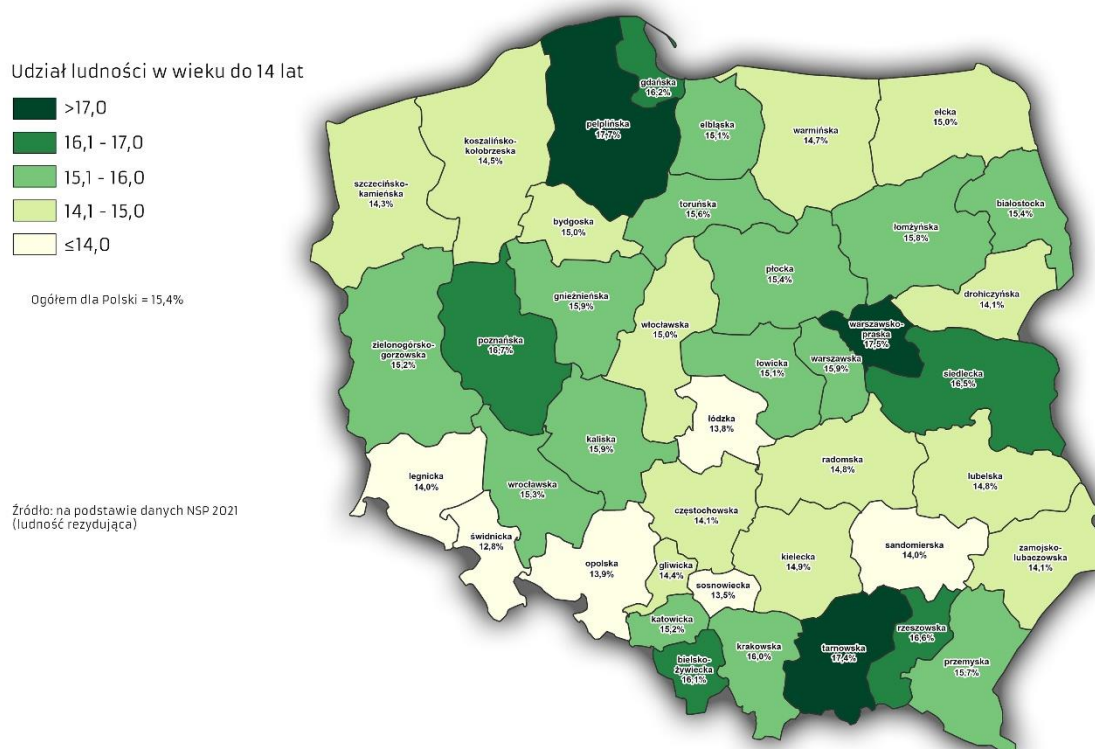 Udział ludności w wieku do 14 lat
>17,0
16,1 - 17,0
15,1 - 16,0
14,1 - 15,0
≤14,0
Ogółem dla Polski = 15,4%
Źródło: na podstawie danych NSP 2021
(ludność rezydująca)
gdańska
16,2%
pelplińska
17,7%
elbląska
15,1%
warmińska
14,7%
ełcka
15,0%
koszalińsko-
kołobrzeska
14,5%
szczecińsko-
kamieńska
14,3%
bydgoska
15,0%
toruńska
15,6%
łomżyńska
15,8%
białostocka
15,4%
płocka
15,4%
drohiczyńska
14,1%
gnieźnieńska
15,9%
włocławska
15,0%
warszawsko-
praska
17,5%
zielonogórsko-
gorzowska
15,2%
poznańska
16,7%
łowicka
15,1%
warszawska
15,9%
siedlecka
16,5%
łódzka
13,8%
kaliska
15,9%
radomska
14,8%
lubelska
14,8%
legnicka
14,0%
wrocławska
15,3%
częstochowska
14,1%
świdnicka
12,8%
opolska
13,9%
gliwicka
14,4%
sosnowiecka
13,5%
kielecka
14,9%
sandomierska
14,0%
zamojsko-
lubaczowska
14,1%
katowicka
15,2%
bielsko-
żywiecka
16,1%
krakowska
16,0%
tarnowska
17,4%
rzeszowska
16,6%
przemyska
15,7%